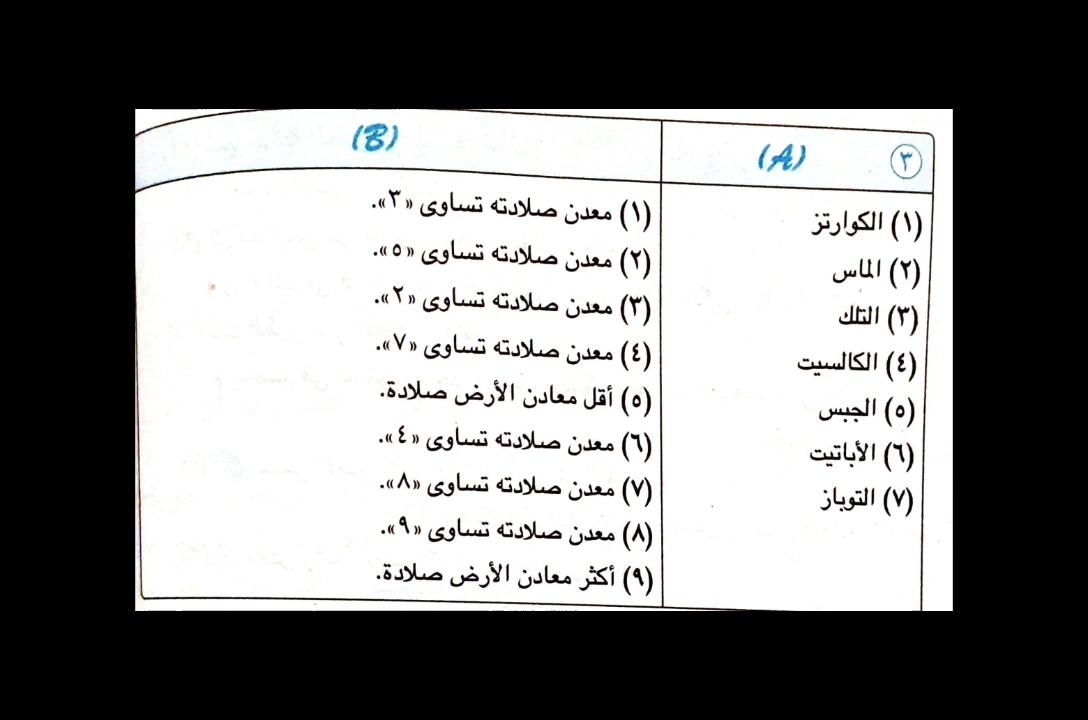 ٣ (A) (B)
(١) الكوارتز
(٢) الماس
(٣) التلك
(٤) الكالسيت
(٥) الجبس
(٦) الأباتيت
(٧) التوباز
(١) معدن صلادته تساوى «٣».
(٢) معدن صلادته تساوى «٥».
(٣) معدن صلادته تساوى «٢».
(٤) معدن صلادته تساوى «٧».
(٥) أقل معادن الأرض صلادة.
(٦) معدن صلادته تساوى «٤».
(٧) معدن صلادته تساوى «٨».
(٨) معدن صلادته تساوى «٩».
(٩) أكثر معادن الأرض صلادة.